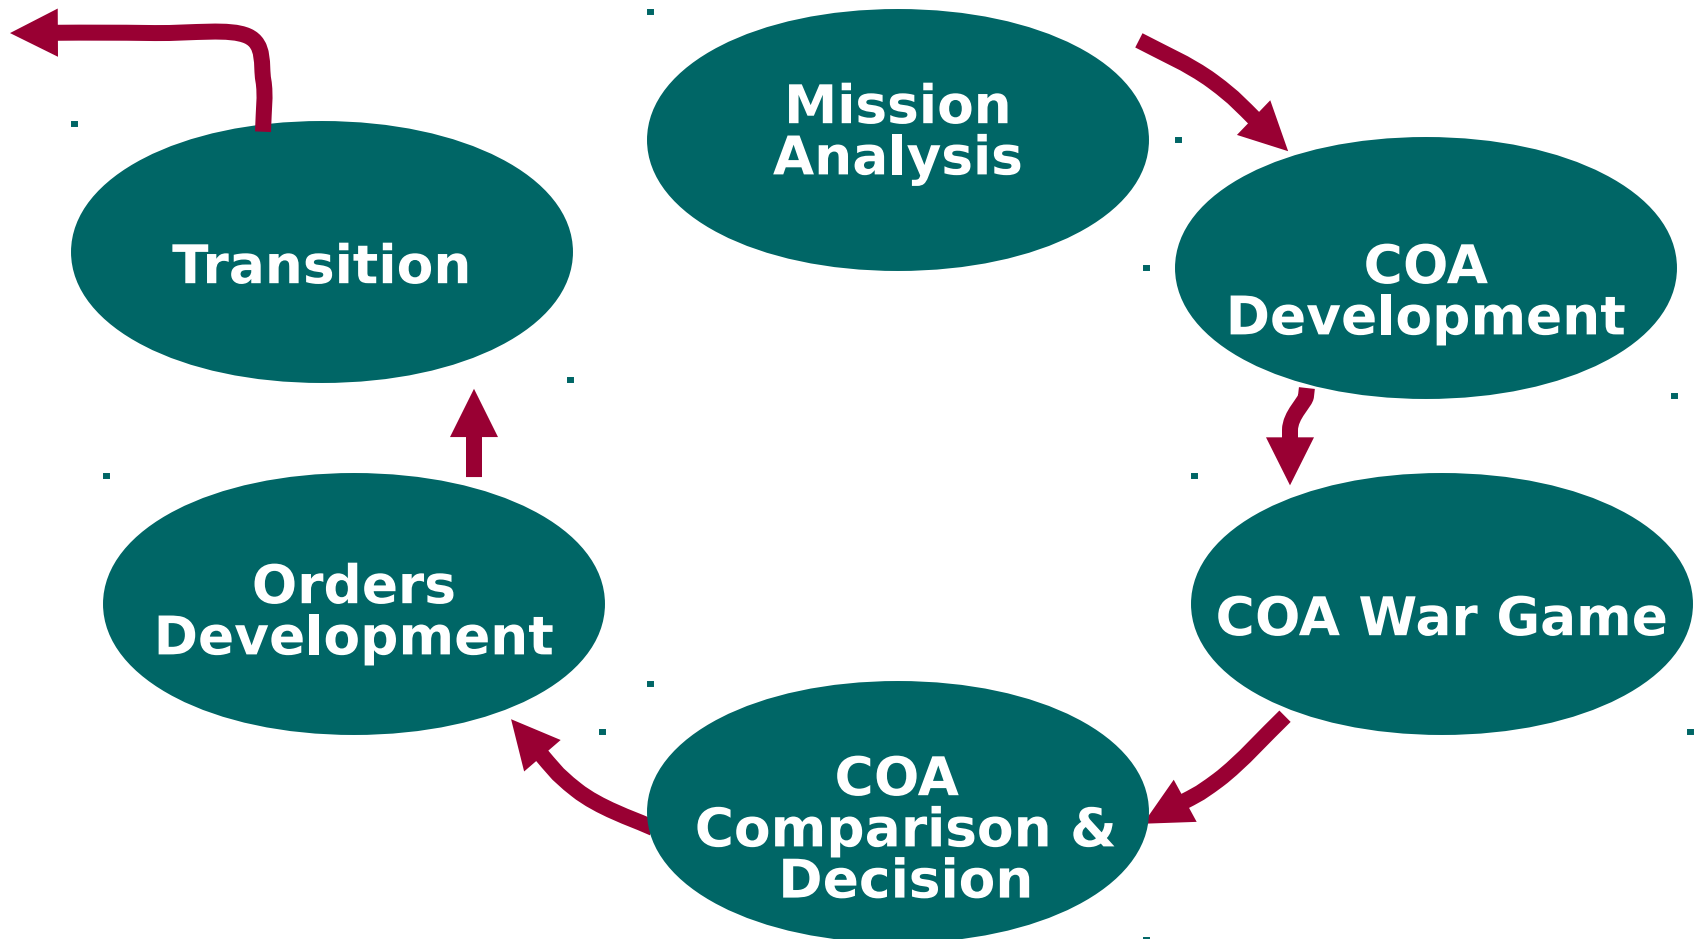 Mission
Analysis
COA
Development
COA War Game
COA
Comparison &
Decision
Orders
Development
Transition